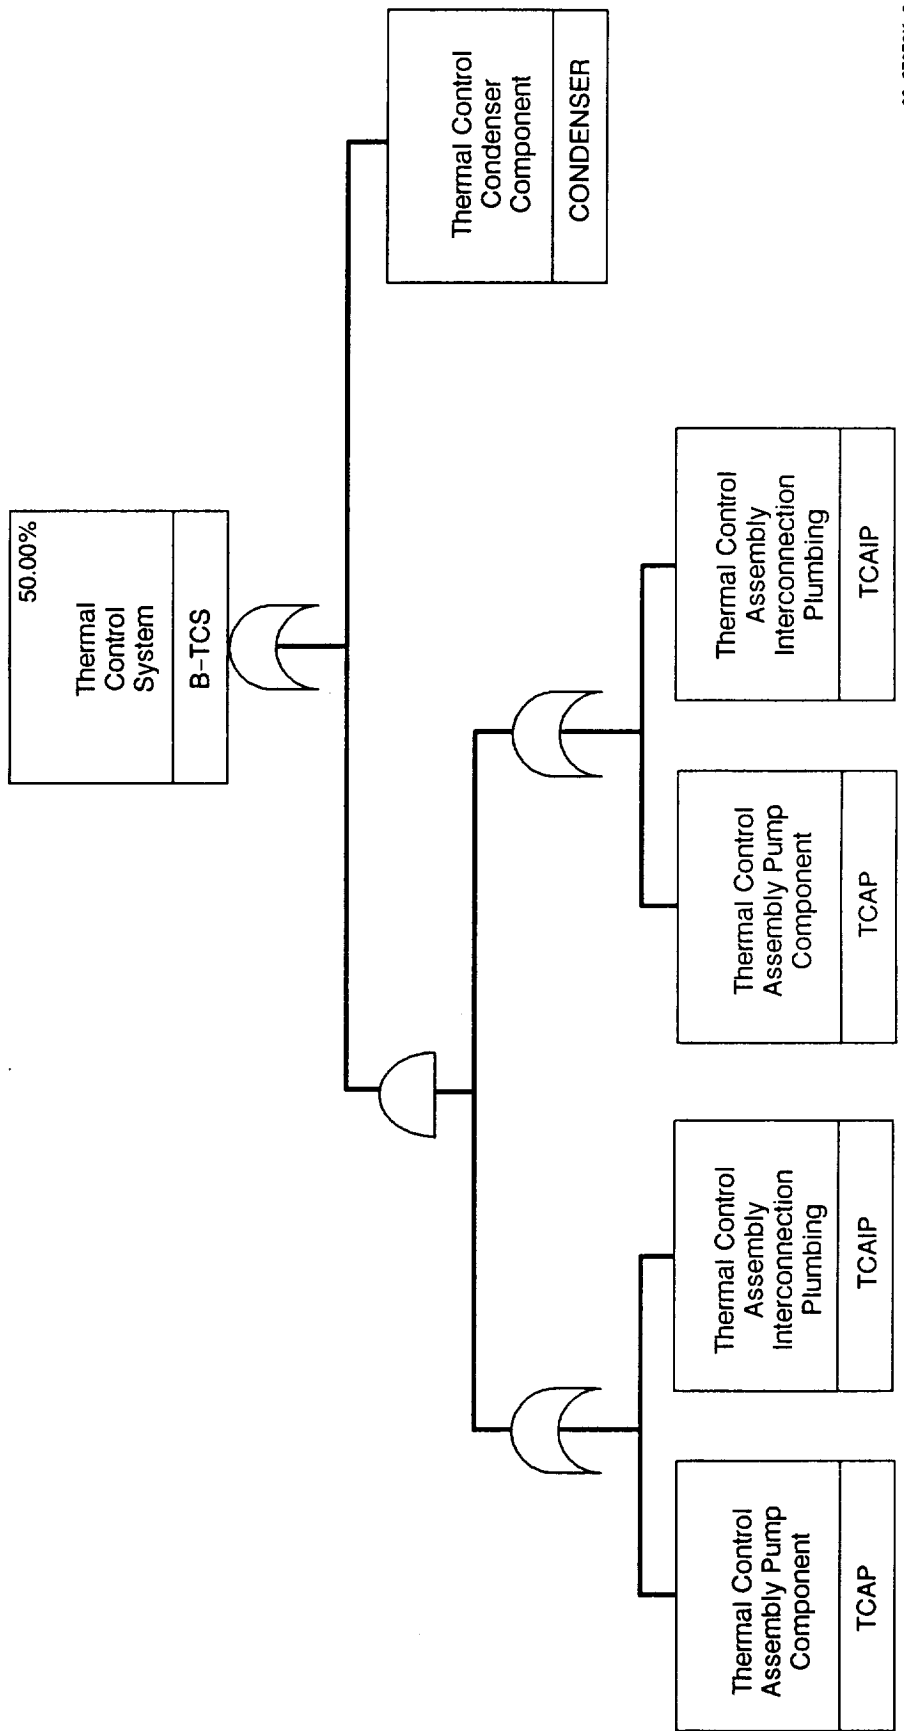 50.00%
Thermal
Control
System
B-TCS
Thermal Control
Condenser
Component
CONDENSER
Thermal Control
Assembly Pump
Component
TCAP
Thermal Control
Assembly
Interconnection
Plumbing
TCAIP
Thermal Control
Assembly Pump
Component
TCAP
Thermal Control
Assembly
Interconnection
Plumbing
TCAIP